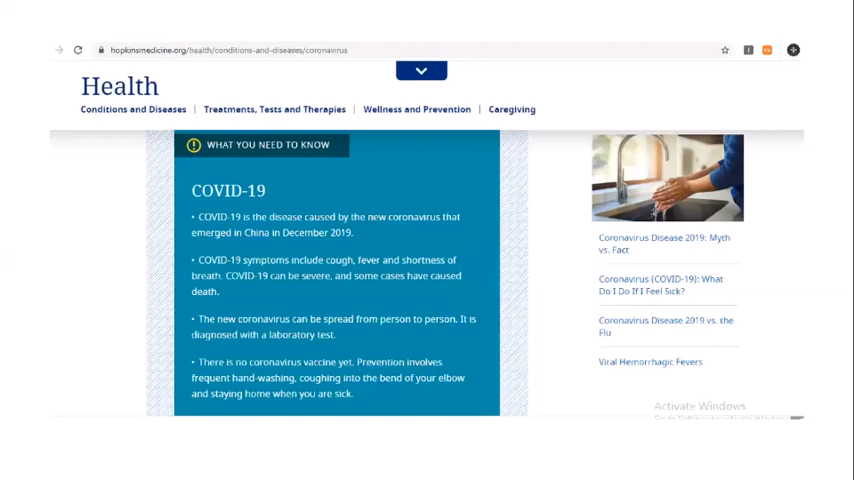 hopkinsmedicine.org/health/conditions-and-diseases/coronavirus
Health
Conditions and Diseases | Treatments, Tests and Therapies | Wellness and Prevention | Caregiving
WHAT YOU NEED TO KNOW
COVID-19
• COVID-19 is the disease caused by the new coronavirus that
emerged in China in December 2019.
• COVID-19 symptoms include cough, fever and shortness of
breath. COVID-19 can be severe, and some cases have caused
death.
• The new coronavirus can be spread from person to person. It is
diagnosed with a laboratory test.
• There is no coronavirus vaccine yet. Prevention involves
frequent hand-washing, coughing into the bend of your elbow
and staying home when you are sick.
Coronavirus Disease 2019: Myth
vs. Fact
Coronavirus (COVID-19): What
Do I Do If I Feel Sick?
Coronavirus Disease 2019 vs. the
Flu
Viral Hemorrhagic Fevers
Activate Windows